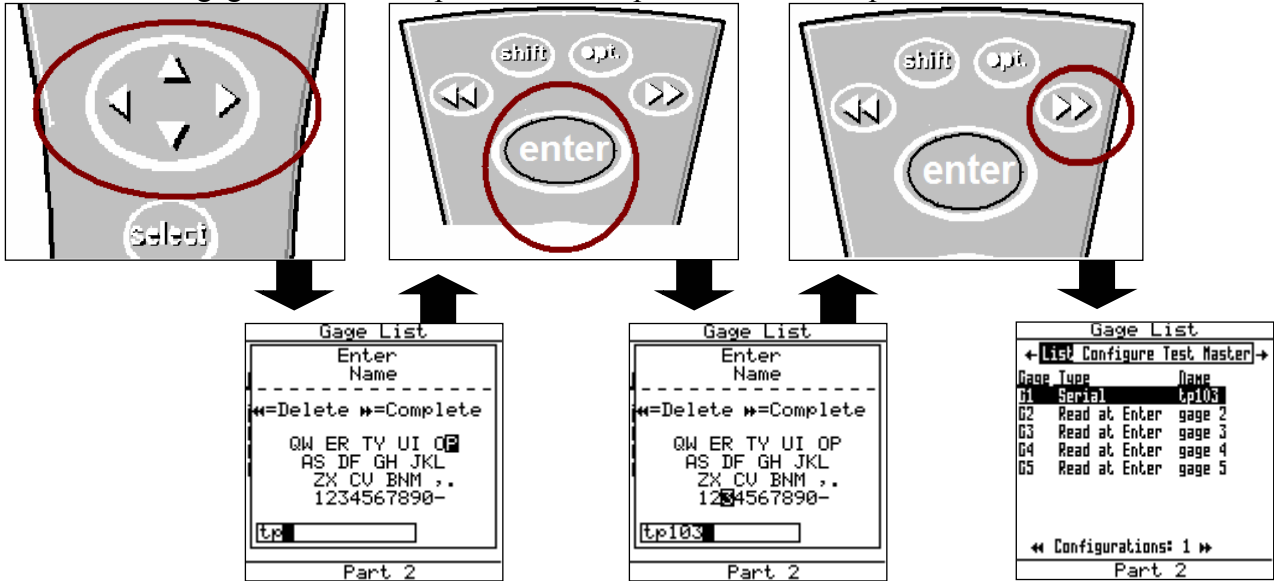 shift opt.
shift opt.
enter
enter
select
Gage List
Enter
Name
◄◄=Delete ►►=Complete
QW ER TY UI OP
AS DF GH JKL
ZX CV BNM ,.
1234567890-
tp
Part 2
Gage List
Enter
Name
◄◄=Delete ►►=Complete
QW ER TY UI OP
AS DF GH JKL
ZX CV BNM ,.
1234567890-
tp103
Part 2
Gage List
←List Configure Test Master→
Gage Type Name
G1 Serial tp103
G2 Read at Enter gage 2
G3 Read at Enter gage 3
G4 Read at Enter gage 4
G5 Read at Enter gage 5
◄◄ Configurations: 1 ►►
Part 2